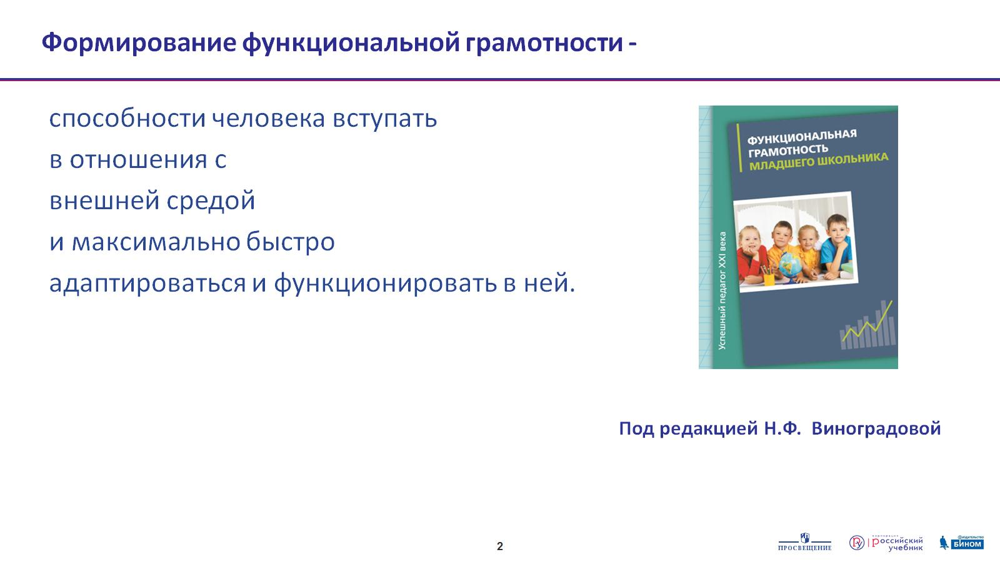 Формирование функциональной грамотности -
способности человека вступать
в отношения с
внешней средой
и максимально быстро
адаптироваться и функционировать в ней.
ФУНКЦИОНАЛЬНАЯ
ГРАМОТНОСТЬ
МЛАДШЕГО ШКОЛЬНИКА
Успешный педагог XXI века
Под редакцией Н.Ф. Виноградовой
2
ПРОСВЕЩЕНИЕ
корпорация
российский
учебник
ИЗДАТЕЛЬСТВО
БИНОМ